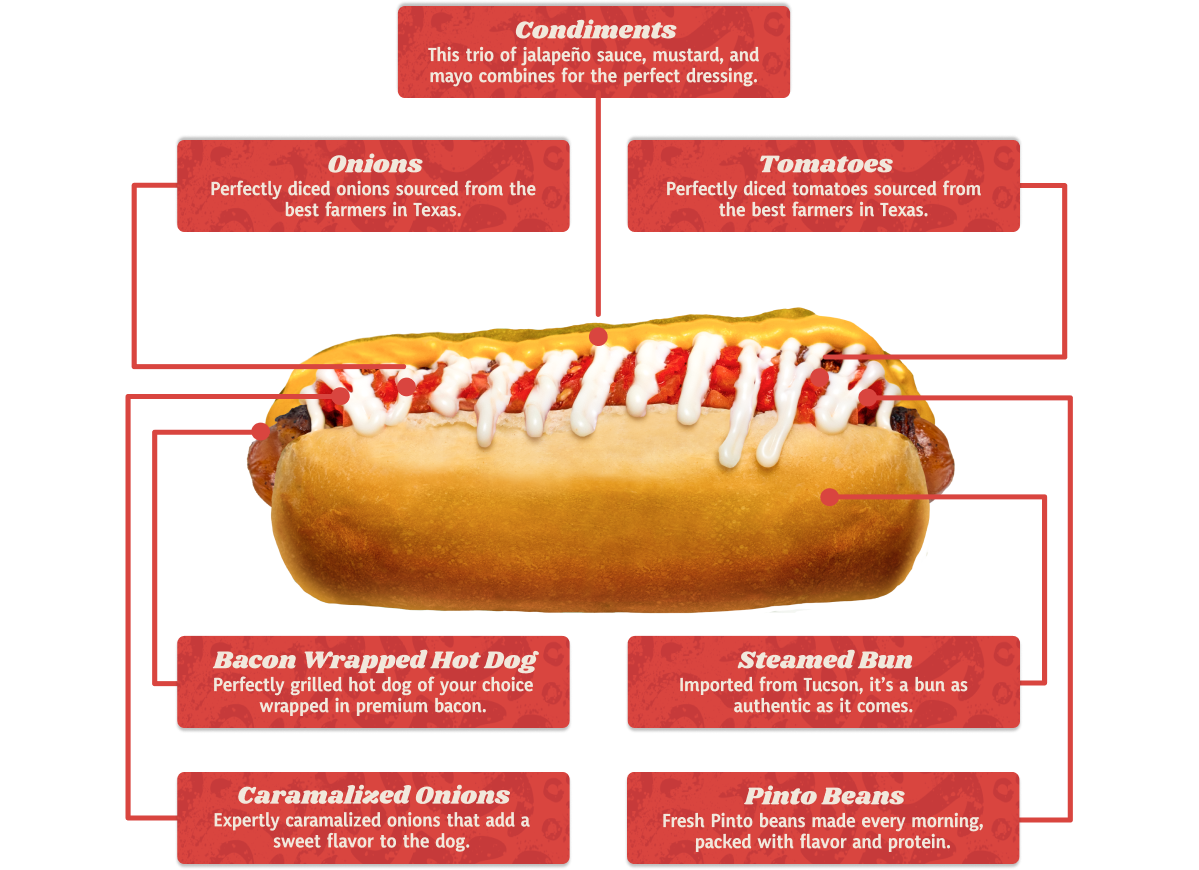 Condiments
This trio of jalapeño sauce, mustard, and
mayo combines for the perfect dressing.
Onions
Perfectly diced onions sourced from the
best farmers in Texas.
Tomatoes
Perfectly diced tomatoes sourced from
the best farmers in Texas.
Bacon Wrapped Hot Dog
Perfectly grilled hot dog of your choice
wrapped in premium bacon.
Steamed Bun
Imported from Tucson, it's a bun as
authentic as it comes.
Caramalized Onions
Expertly caramalized onions that add a
sweet flavor to the dog.
Pinto Beans
Fresh Pinto beans made every morning,
packed with flavor and protein.